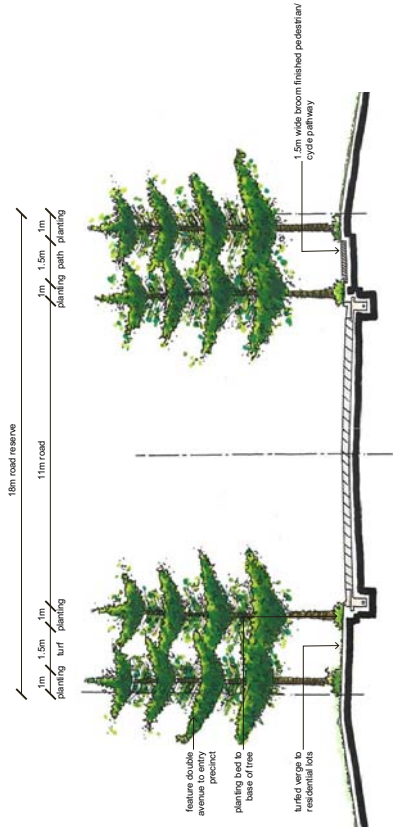 18m road reserve
1m
1.5m
1m
11m road
1m
1.5m
1m
planting
turf
planting
planting
path
planting
feature double
avenue to entry
precinct
planting bed to
base of tree
turfed verge to
residential lots
1.5m wide broom finished pedestrian/
cycle pathway